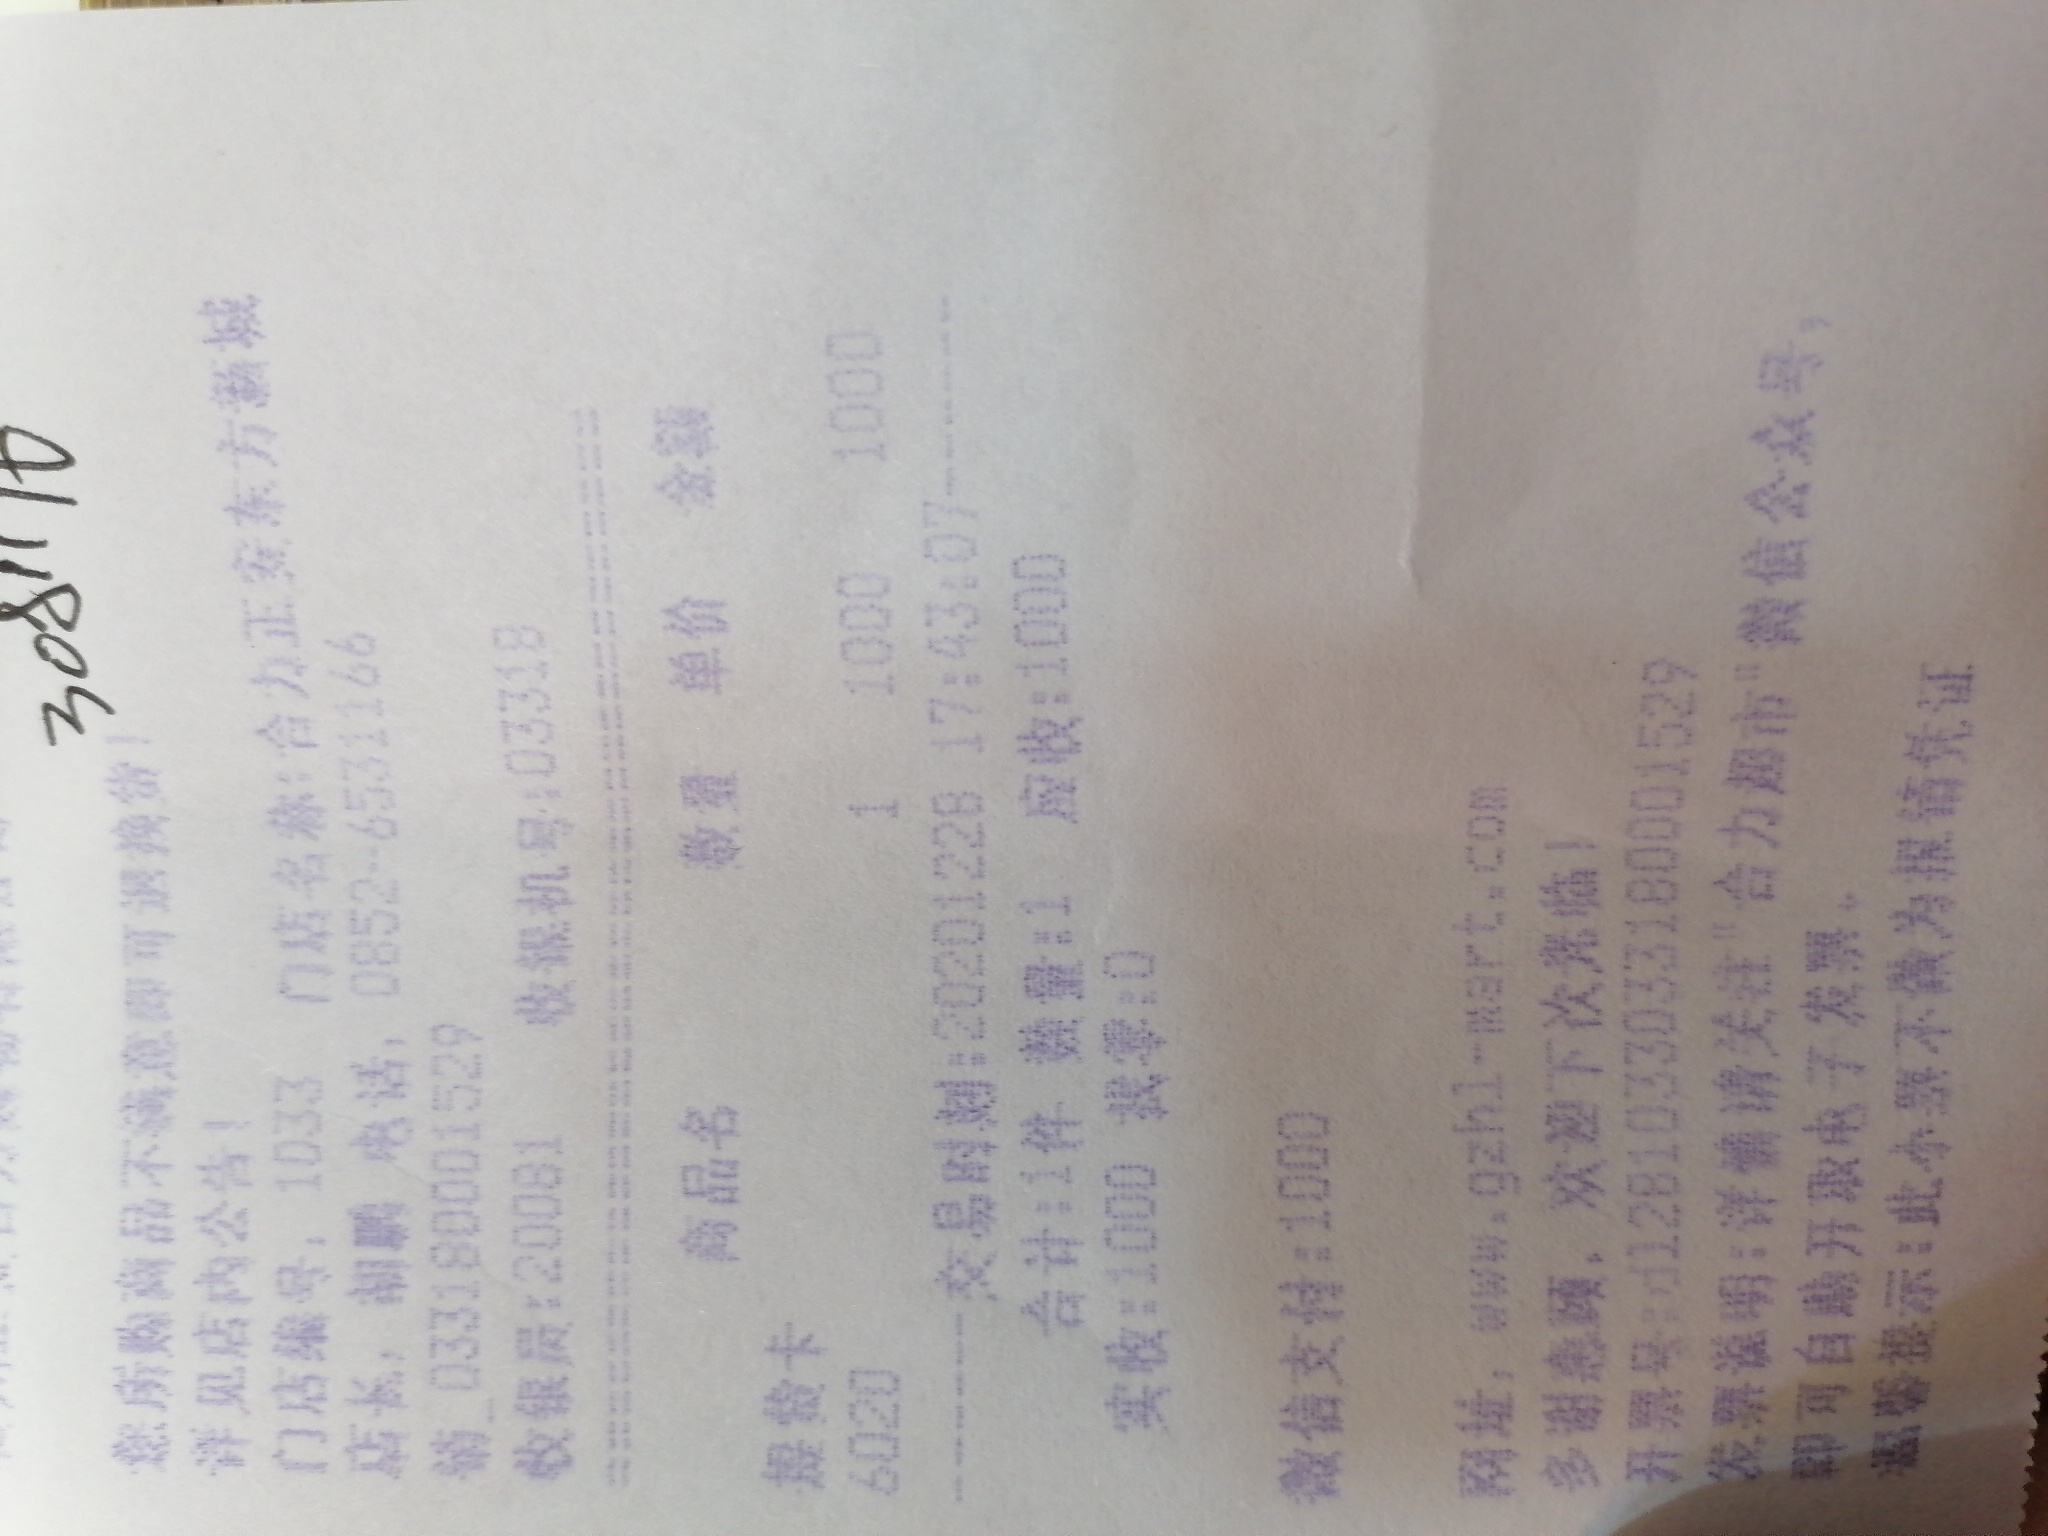 308110
您所购商品不满意即可退换货!
详见店内公告!
门店编号: 1033 门店名称:合力正安东方新城
店长: 谢鹏 电话: 0852-6531166
销_033180001529
收银员:20081 收银机号:03318
==================================
商品名 数量 单价 金额
提货卡
6020 1 1000 1000
---------交易时刻:20201228 17:43:07---------
合计:1件 数量:1 应收:1000
实收:1000 找零:0
微信支付:1000
网址: www.gzhl-mart.com
多谢惠顾, 欢迎下次光临!
开票号:d1281033033180001529
发票说明:详情请关注"合力超市"微信公众号,
即可自助开取电子发票。
温馨提示:此小票不做为报销凭证